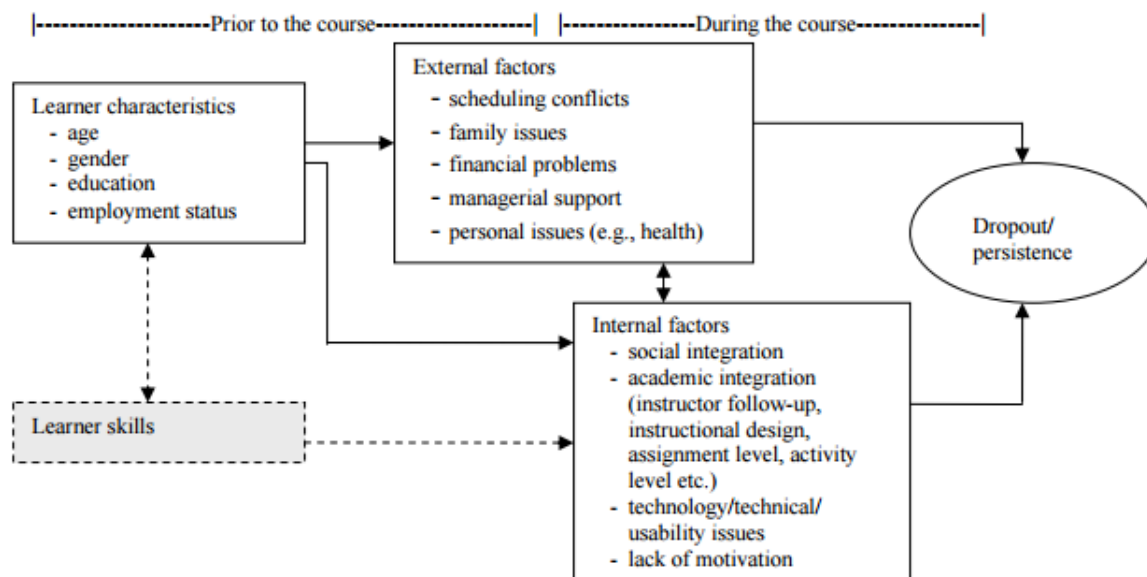 |--------------------Prior to the course---------------------| |---------------During the course--------------|
Learner characteristics
- age
- gender
- education
- employment status
External factors
- scheduling conflicts
- family issues
- financial problems
- managerial support
- personal issues (e.g., health)
Dropout/
persistence
Internal factors
- social integration
- academic integration
(instructor follow-up,
instructional design,
assignment level, activity
level etc.)
- technology/technical/
usability issues
- lack of motivation
Learner skills